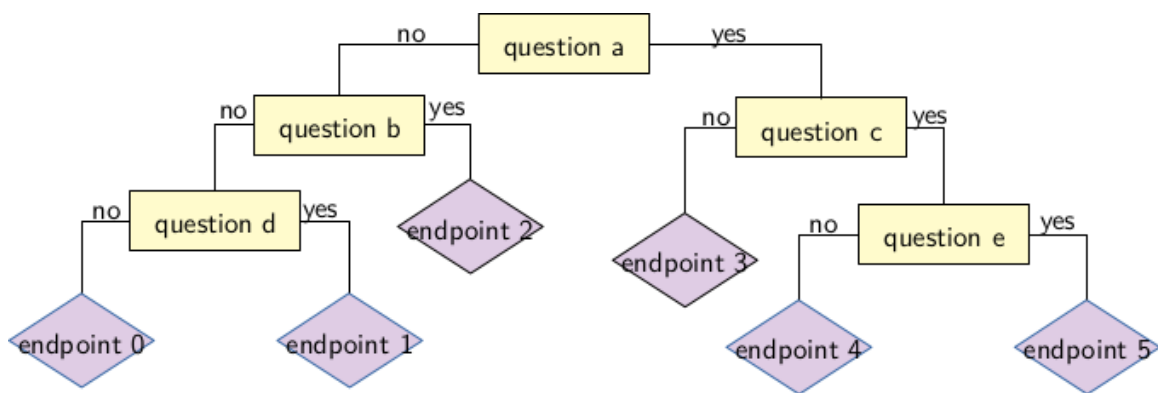 no
question a
yes
no
question b
yes
no
question c
yes
no
question d
yes
endpoint 2
no
question e
yes
endpoint 3
endpoint 0
endpoint 1
endpoint 4
endpoint 5